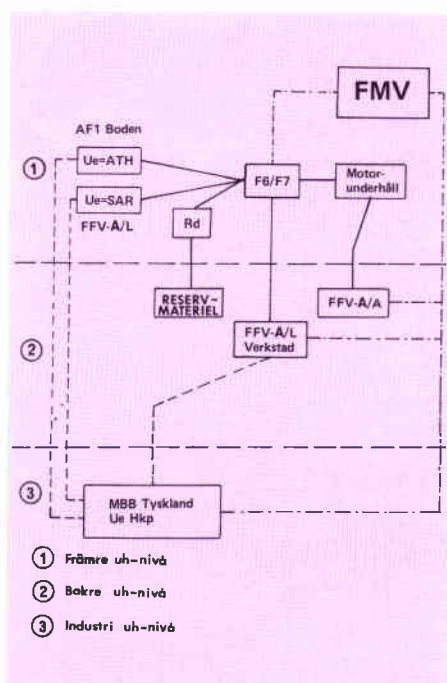 FMV
AF1 Boden
① Ue=ATH
F6/F7
Motor-
underhåll
Ue=SAR
FFV-A/L
Rd
RESERV-
MATERIEL
FFV-A/A
② FFV-A/L
Verkstad
③ MBB Tyskland
Ue Hkp
① Främre uh-nivå
② Bakre uh-nivå
③ Industri uh-nivå